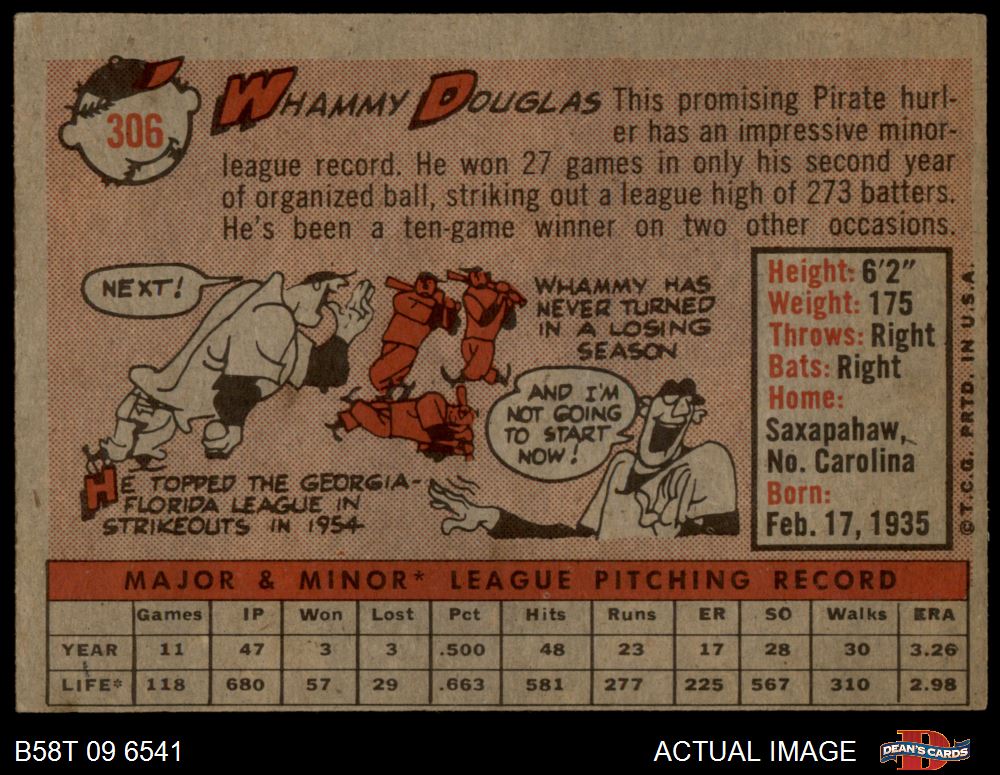 306
WHAMMY DOUGLAS This promising Pirate hurl-
er has an impressive minor-
league record. He won 27 games in only his second year
of organized ball, striking out a league high of 273 batters.
He's been a ten-game winner on two other occasions.
NEXT!
HE TOPPED THE GEORGIA-
FLORIDA LEAGUE IN
STRIKEOUTS IN 1954
WHAMMY HAS
NEVER TURNED
IN A LOSING
SEASON
AND I'M
NOT GOING
TO START
NOW!
Height: 6'2"
Weight: 175
Throws: Right
Bats: Right
Home:
Saxapahaw,
No. Carolina
Born:
Feb. 17, 1935
© T.C.G. PRTD. IN U.S.A.
MAJOR & MINOR* LEAGUE PITCHING RECORD
Games IP Won Lost Pct Hits Runs ER SO Walks ERA
YEAR 11 47 3 3 .500 48 23 17 28 30 3.26
LIFE* 118 680 57 29 .663 581 277 225 567 310 2.98
B58T 09 6541 ACTUAL IMAGE DEAN'S CARDS